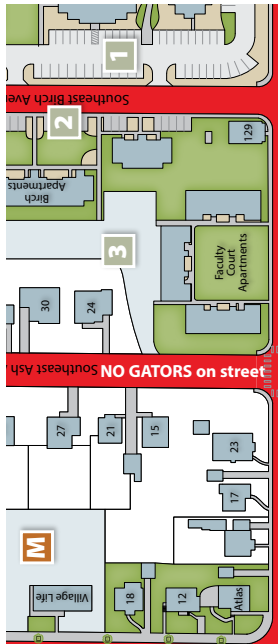 1
Southeast Birch Aven
2
129
Birch
Apartments
3
Faculty
Court
Apartments
30
24
Southeast Ash A
NO GATORS on street
27
21
15
23
17
M
Village Life
18
12
Atlas